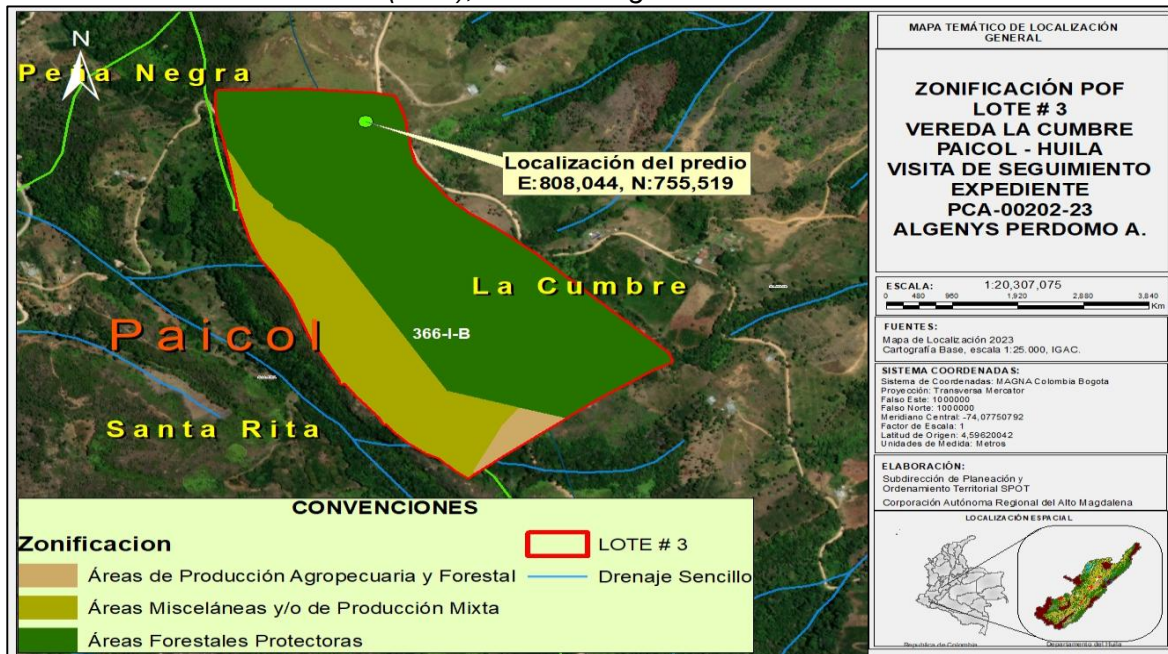 N
Peña Negra
Localización del predio
E:808,044, N:755,519
La Cumbre
Paicol
366-I-B
Santa Rita
CONVENCIONES
Zonificacion
LOTE # 3
Áreas de Producción Agropecuaria y Forestal
Drenaje Sencillo
Áreas Misceláneas y/o de Producción Mixta
Áreas Forestales Protectoras
MAPA TEMÁTICO DE LOCALIZACIÓN
GENERAL
ZONIFICACIÓN POF
LOTE # 3
VEREDA LA CUMBRE
PAICOL - HUILA
VISITA DE SEGUIMIENTO
EXPEDIENTE
PCA-00202-23
ALGENYS PERDOMO A.
ESCALA: 1:20,307,075
0 480 960 1,920 2,880 3,840
Km
FUENTES:
Mapa de Localización 2023
Cartografía Base, escala 1:25.000, IGAC.
SISTEMA COORDENADAS:
Sistema de Coordenadas: MAGNA Colombia Bogota
Proyección: Transversa Mercator
Falso Este: 1000000
Falso Norte: 1000000
Meridiano Central: -74,07750792
Factor de Escala: 1
Latitud de Origen: 4,59620042
Unidades de Medida: Metros
ELABORACIÓN:
Subdirección de Planeación y
Ordenamiento Territorial SPOT
Corporación Autónoma Regional del Alto Magdalena
LOCALIZACIÓN ESPACIAL
Republica de Colombia
Departamento del Huila